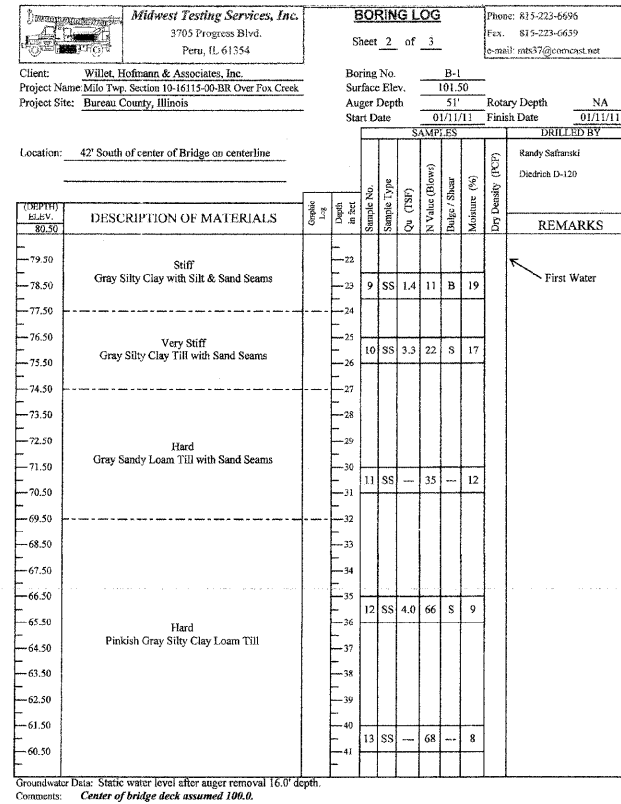 Midwest Testing Services, Inc.
3705 Progress Blvd.
Peru, IL 61354
BORING LOG
Sheet 2 of 3
Phone: 815-223-6696
Fax. 815-223-6659
e-mail: mts37@comcast.net
Client: Willet, Hofmann & Associates, Inc.
Project Name: Milo Twp. Section 10-16115-00-BR Over Fox Creek
Project Site: Bureau County, Illinois
Boring No. B-1
Surface Elev. 101.50
Auger Depth 51' Rotary Depth NA
Start Date 01/11/11 Finish Date 01/11/11
Location: 42' South of center of Bridge on centerline
SAMPLES
DRILLED BY
Randy Safranski
Diedrich D-120
(DEPTH)
ELEV.
80.50
DESCRIPTION OF MATERIALS
Graphic Log
Depth in feet
Sample No.
Sample Type
Qu (TSF)
N Value (Blows)
Bulge / Shear
Moisture (%)
Dry Density (PCF)
REMARKS
79.50 22
Stiff
Gray Silty Clay with Silt & Sand Seams
First Water
78.50 23 9 SS 1.4 11 B 19
77.50 24
76.50 25
Very Stiff
Gray Silty Clay Till with Sand Seams
10 SS 3.3 22 S 17
75.50 26
74.50 27
73.50 28
72.50 29
Hard
Gray Sandy Loam Till with Sand Seams
71.50 30
11 SS --- 35 --- 12
70.50 31
69.50 32
68.50 33
67.50 34
66.50 35
12 SS 4.0 66 S 9
65.50 36
Hard
Pinkish Gray Silty Clay Loam Till
64.50 37
63.50 38
62.50 39
61.50 40
13 SS --- 68 --- 8
60.50 41
Groundwater Data: Static water level after auger removal 16.0' depth.
Comments: Center of bridge deck assumed 100.0.